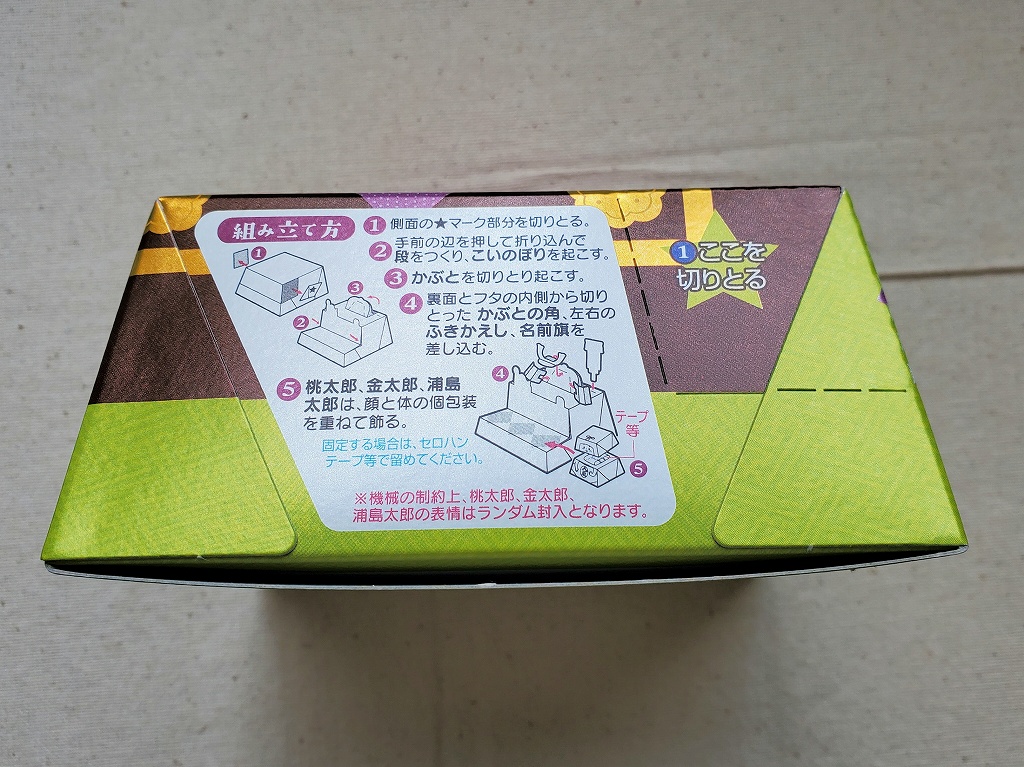 組み立て方
1 側面の★マーク部分を切りとる。
2 手前の辺を押して折り込んで
段をつくり、こいのぼりを起こす。
3 かぶとを切りとり起こす。
4 裏面とフタの内側から切り
とった かぶとの角、左右の
ふきかえし、名前旗を
差し込む。
5 桃太郎、金太郎、浦島
太郎は、顔と体の個包装
を重ねて飾る。
固定する場合は、セロハン
テープ等で留めてください。
※機械の制約上、桃太郎、金太郎、
浦島太郎の表情はランダム封入となります。
1
2
3
4
テープ
等
5
1 ここを
切りとる